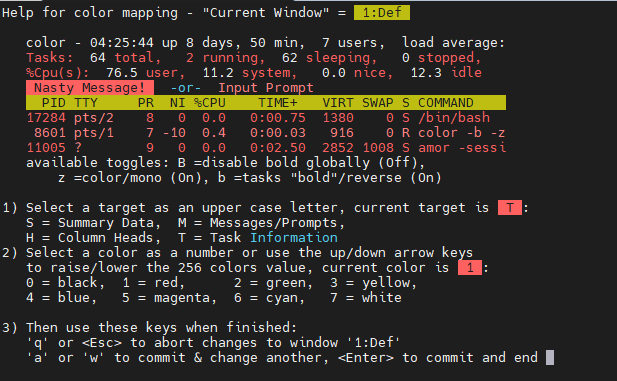 Help for color mapping - "Current Window" = 1:Def
color - 04:25:44 up 8 days, 50 min, 7 users, load average:
Tasks: 64 total, 2 running, 62 sleeping, 0 stopped,
%Cpu(s): 76.5 user, 11.2 system, 0.0 nice, 12.3 idle
Nasty Message! -or- Input Prompt
PID TTY PR NI %CPU TIME+ VIRT SWAP S COMMAND
17284 pts/2 8 0 0.0 0:00.75 1380 0 S /bin/bash
8601 pts/1 7 -10 0.4 0:00.03 916 0 R color -b -z
11005 ? 9 0 0.0 0:02.50 2852 1008 S amor -sessi
available toggles: B =disable bold globally (Off),
z =color/mono (On), b =tasks "bold"/reverse (On)
1) Select a target as an upper case letter, current target is T :
S = Summary Data, M = Messages/Prompts,
H = Column Heads, T = Task Information
2) Select a color as a number or use the up/down arrow keys
to raise/lower the 256 colors value, current color is 1 :
0 = black, 1 = red, 2 = green, 3 = yellow,
4 = blue, 5 = magenta, 6 = cyan, 7 = white
3) Then use these keys when finished:
'q' or <Esc> to abort changes to window '1:Def'
'a' or 'w' to commit & change another, <Enter> to commit and end